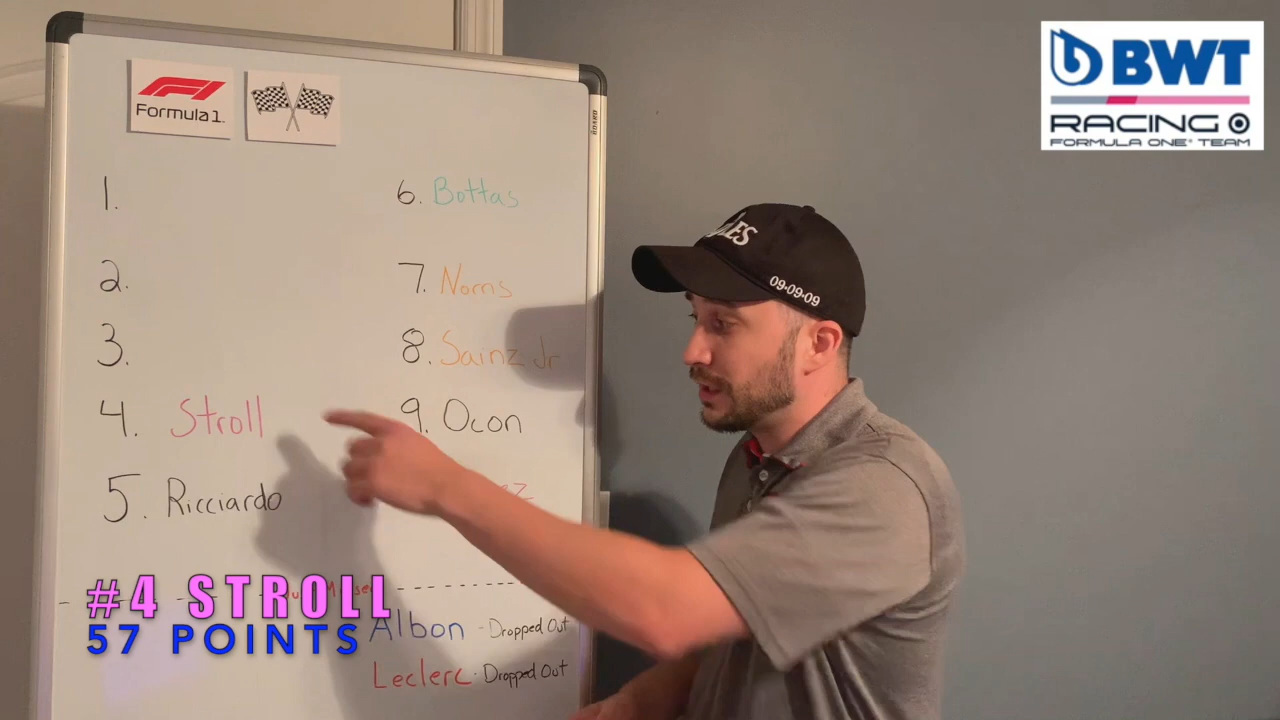 BWT
RACING
FORMULA ONE® TEAM
Formula 1
1.
6. Bottas
2.
7. Norris
3.
8. Sainz Jr
4. Stroll
9. Ocon
5. Ricciardo
09•09•09
#4 STROLL
57 POINTS
Albon - Dropped Out
Leclerc - Dropped Out